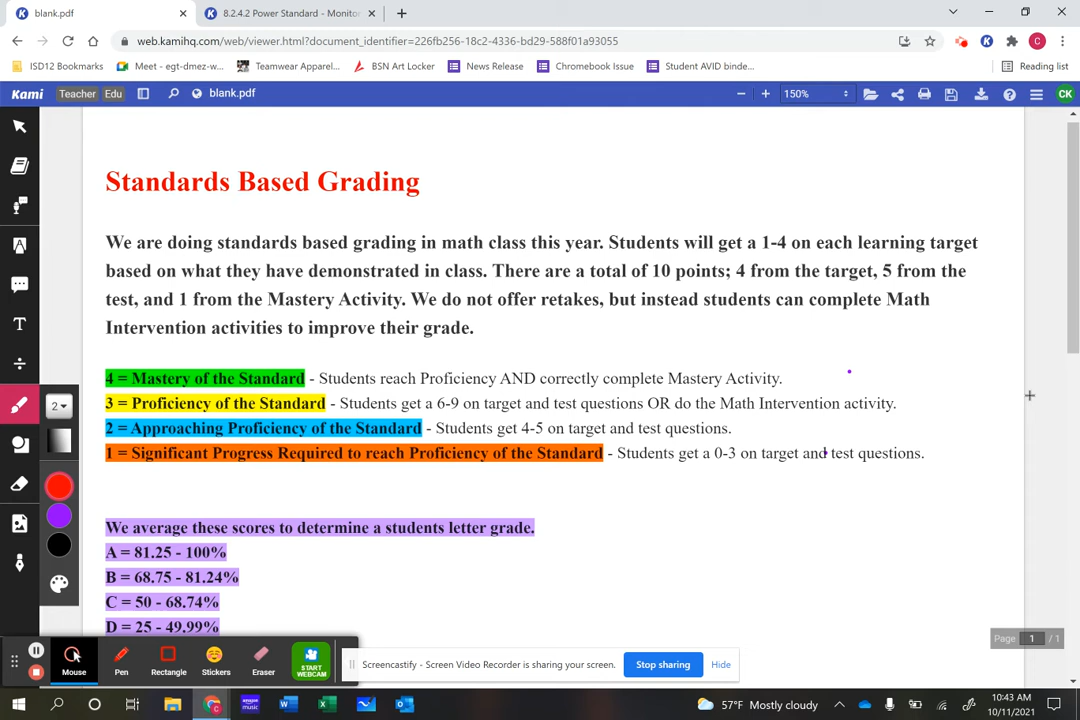 blank.pdf
8.2.4.2 Power Standard - Monitor
web.kamihq.com/web/viewer.html?document_identifier=226fb256-18c2-4336-bd29-588f01a93055
ISD12 Bookmarks Meet - egt-dmez-w... Teamwear Apparel... BSN Art Locker News Release Chromebook Issue Student AVID binde... Reading list
Kami Teacher Edu blank.pdf 150% CK
Standards Based Grading
We are doing standards based grading in math class this year. Students will get a 1-4 on each learning target
based on what they have demonstrated in class. There are a total of 10 points; 4 from the target, 5 from the
test, and 1 from the Mastery Activity. We do not offer retakes, but instead students can complete Math
Intervention activities to improve their grade.
4 = Mastery of the Standard - Students reach Proficiency AND correctly complete Mastery Activity.
3 = Proficiency of the Standard - Students get a 6-9 on target and test questions OR do the Math Intervention activity.
2 = Approaching Proficiency of the Standard - Students get 4-5 on target and test questions.
1 = Significant Progress Required to reach Proficiency of the Standard - Students get a 0-3 on target and test questions.
We average these scores to determine a students letter grade.
A = 81.25 - 100%
B = 68.75 - 81.24%
C = 50 - 68.74%
D = 25 - 49.99%
2
Page 1 / 1
Mouse Pen Rectangle Stickers Eraser START WEBCAM
Screencastify - Screen Video Recorder is sharing your screen. Stop sharing Hide
57°F Mostly cloudy
10:43 AM
10/11/2021